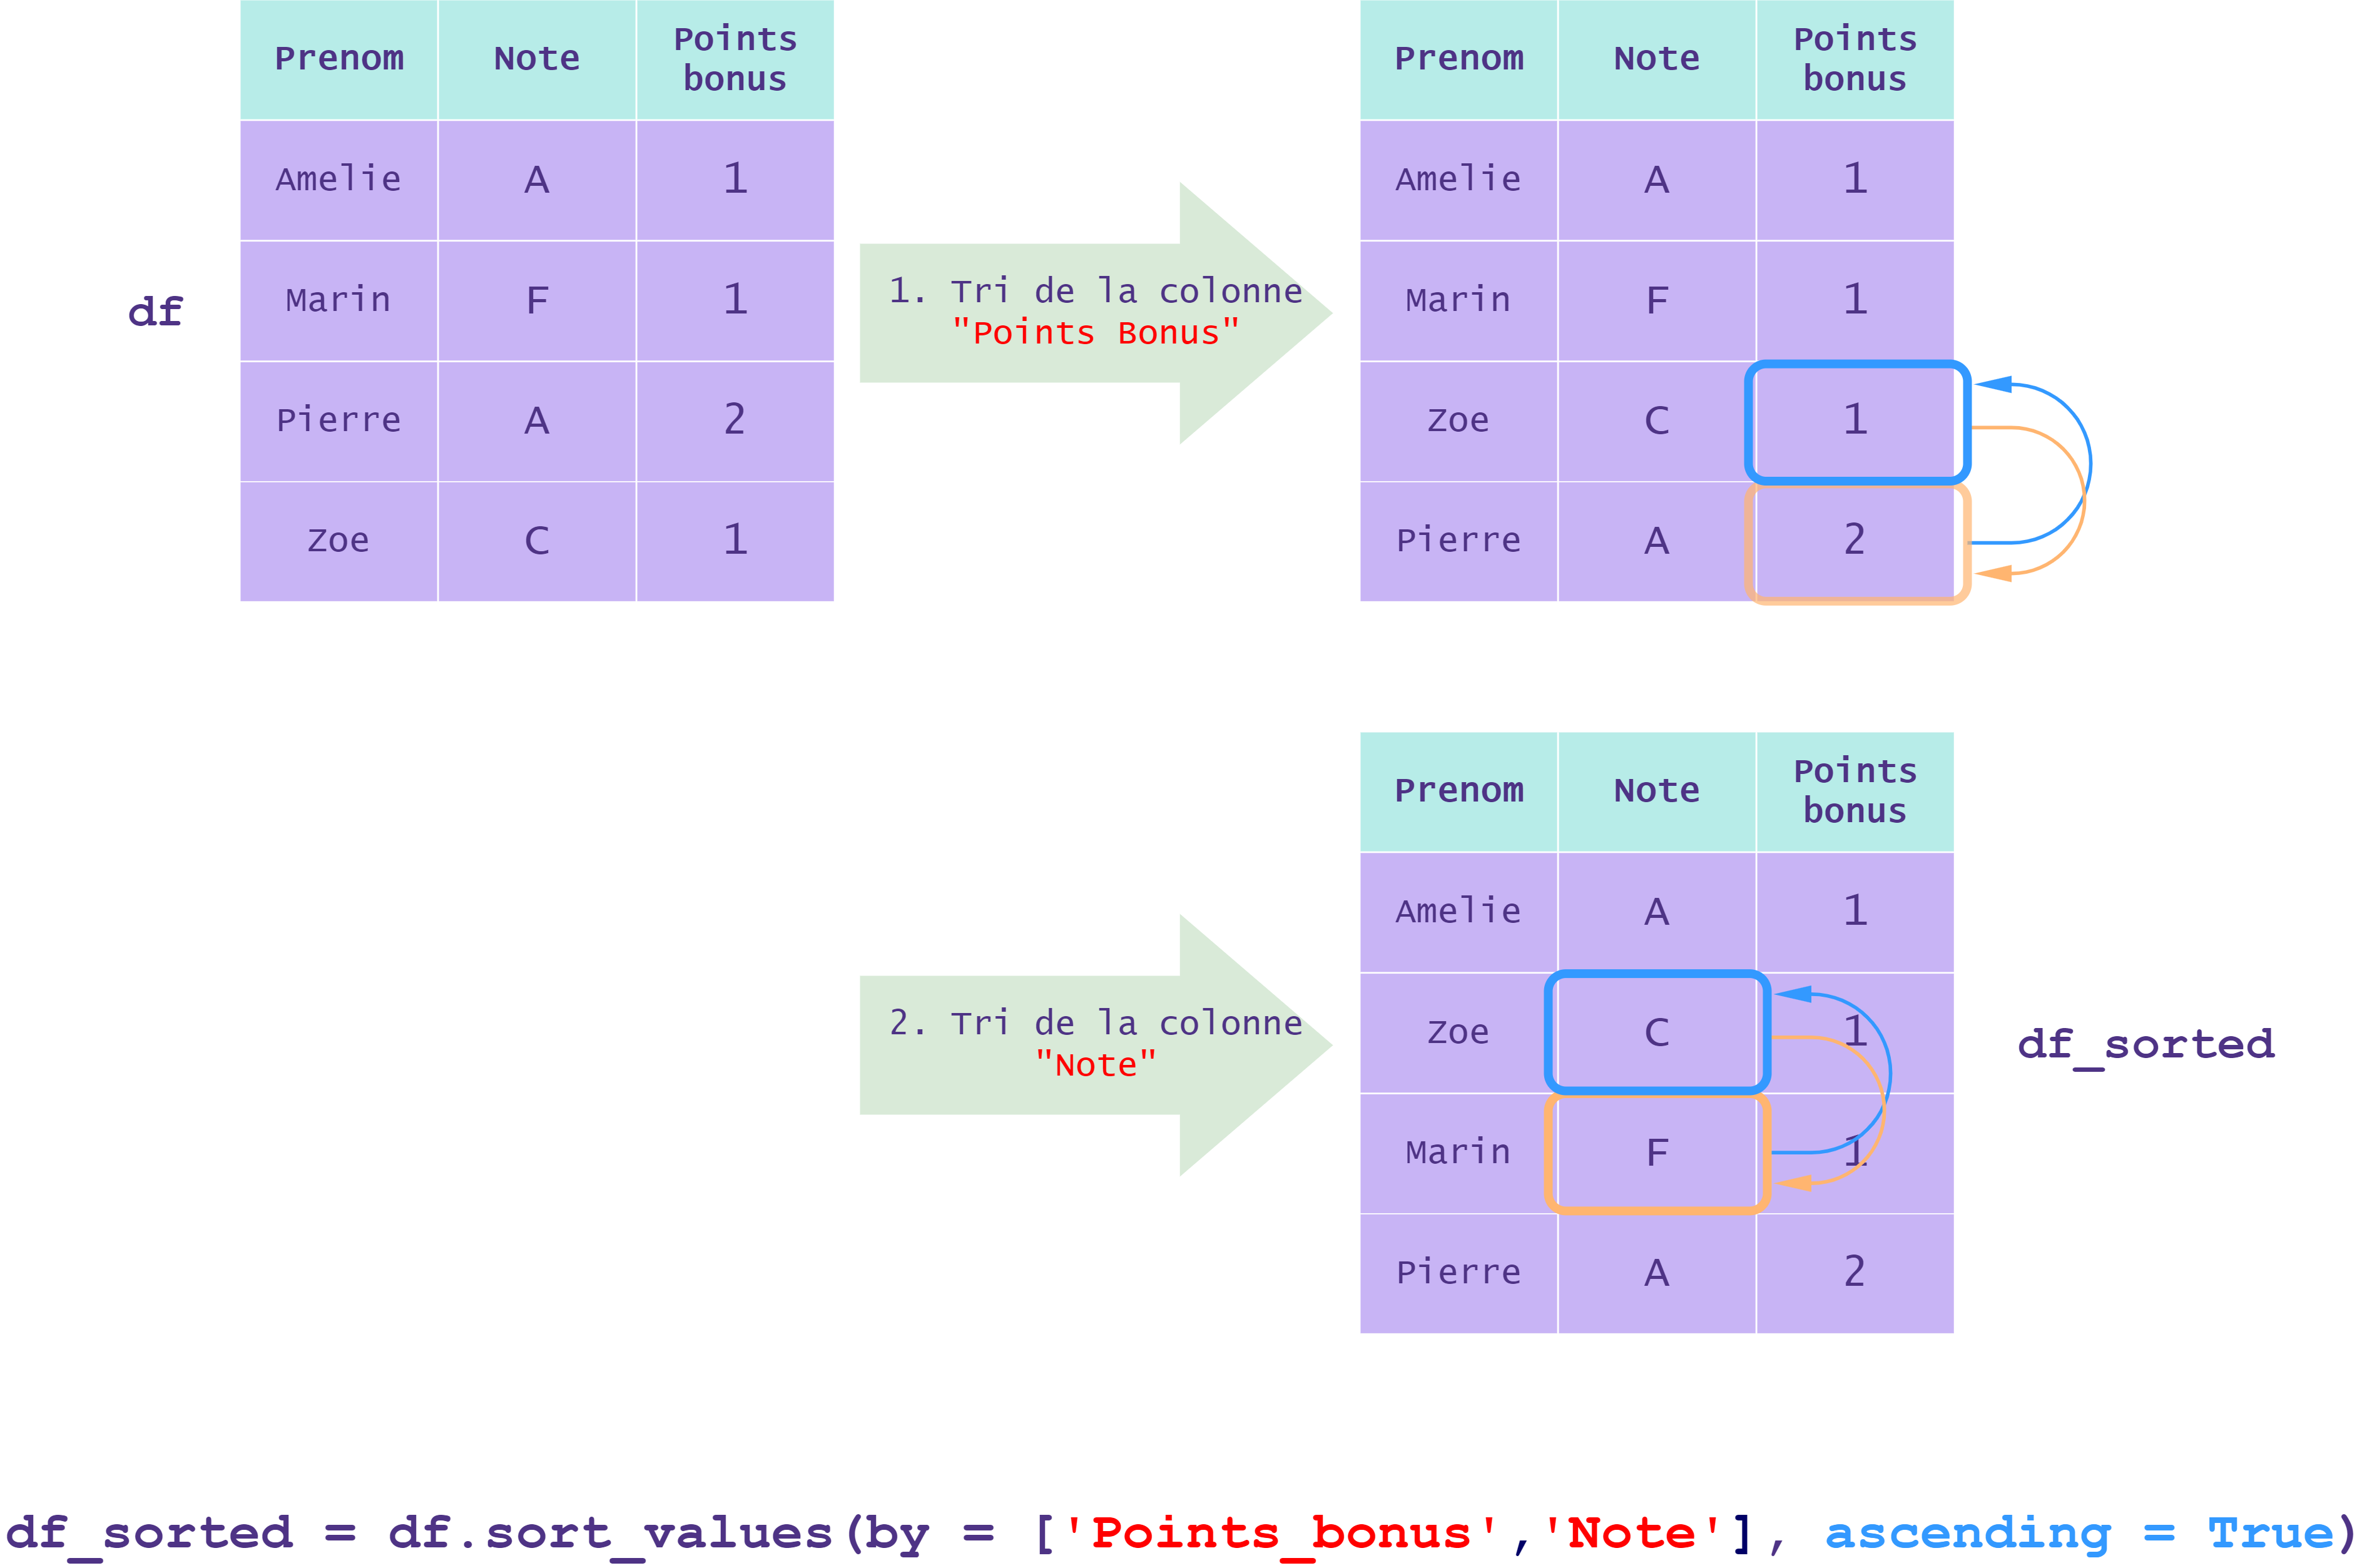 Prenom Note Points bonus
Amelie A 1
Marin F 1
Pierre A 2
Zoe C 1
df
1. Tri de la colonne
"Points Bonus"
Prenom Note Points bonus
Amelie A 1
Marin F 1
Zoe C 1
Pierre A 2
2. Tri de la colonne
"Note"
Prenom Note Points bonus
Amelie A 1
Zoe C 1
Marin F 1
Pierre A 2
df_sorted
df_sorted = df.sort_values(by = ['Points_bonus','Note'], ascending = True)